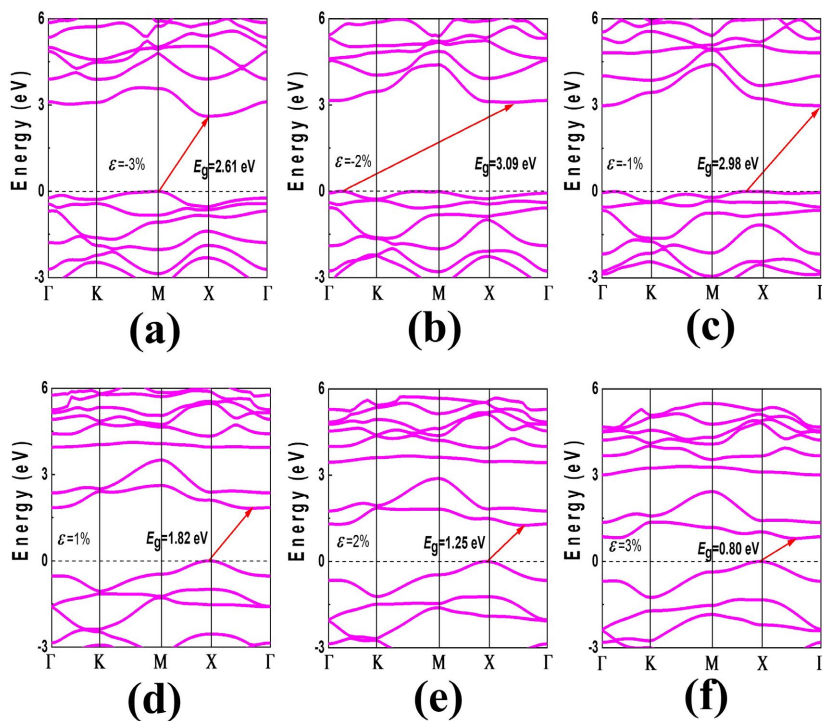 6
3
0
-3
Energy (eV)
ε=-3%
Eg=2.61 eV
Γ K M X Γ
(a)
6
3
0
-3
Energy (eV)
ε=-2%
Eg=3.09 eV
Γ K M X Γ
(b)
6
3
0
-3
Energy (eV)
ε=-1%
Eg=2.98 eV
Γ K M X Γ
(c)
6
3
0
-3
Energy (eV)
ε=1%
Eg=1.82 eV
Γ K M X Γ
(d)
6
3
0
-3
Energy (eV)
ε=2%
Eg=1.25 eV
Γ K M X Γ
(e)
6
3
0
-3
Energy (eV)
ε=3%
Eg=0.80 eV
Γ K M X Γ
(f)